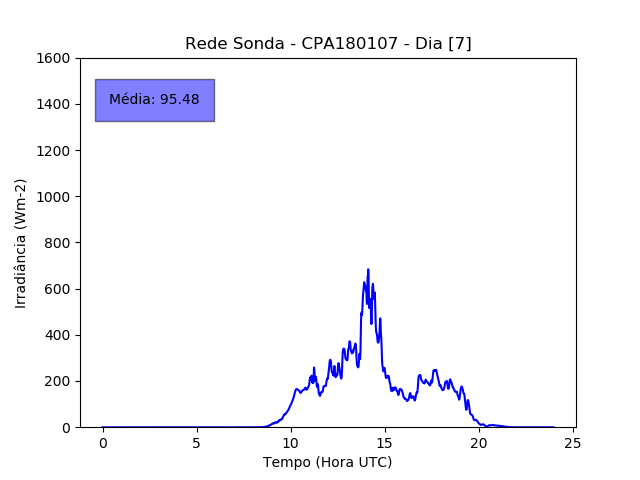 Rede Sonda - CPA180107 - Dia [7]
1600
1400
1200
1000
800
600
400
200
0
Irradiância (Wm-2)
Média: 95.48
0 5 10 15 20 25
Tempo (Hora UTC)